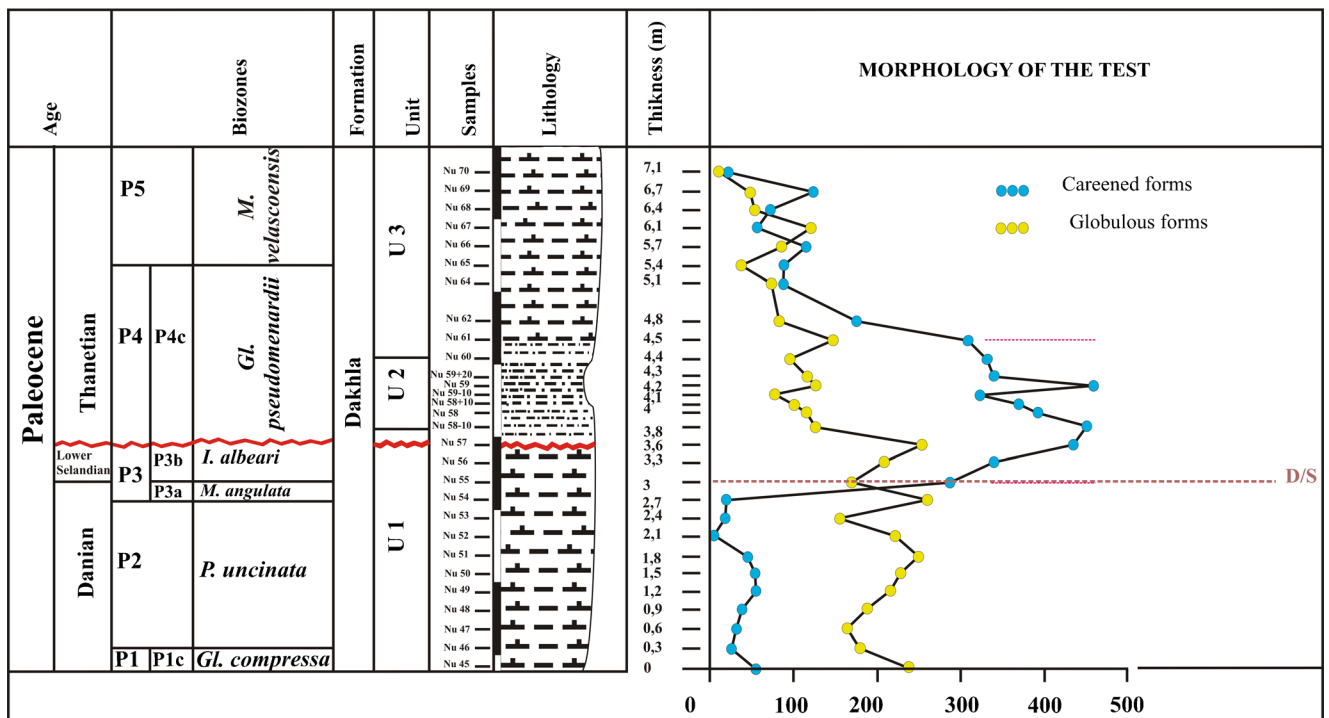 Age
Biozones
Formation
Unit
Samples
Lithology
Thikness (m)
MORPHOLOGY OF THE TEST
Paleocene
Thanetian
Lower
Selandian
Danian
P5
P4
P4c
P3
P3b
P3a
P2
P1
P1c
M.
velascoensis
Gl.
pseudomenardii
I. albeari
M. angulata
P. uncinata
Gl. compressa
Dakhla
U 3
U 2
U 1
Nu 70
Nu 69
Nu 68
Nu 67
Nu 66
Nu 65
Nu 64
Nu 62
Nu 61
Nu 60
Nu 59+20
Nu 59
Nu 59-10
Nu 58+10
Nu 58
Nu 58-10
Nu 57
Nu 56
Nu 55
Nu 54
Nu 53
Nu 52
Nu 51
Nu 50
Nu 49
Nu 48
Nu 47
Nu 46
Nu 45
7,1
6,7
6,4
6,1
5,7
5,4
5,1
4,8
4,5
4,4
4,3
4,2
4,1
4
3,8
3,6
3,3
3
2,7
2,4
2,1
1,8
1,5
1,2
0,9
0,6
0,3
0
Careened forms
Globulous forms
D/S
0 100 200 300 400 500